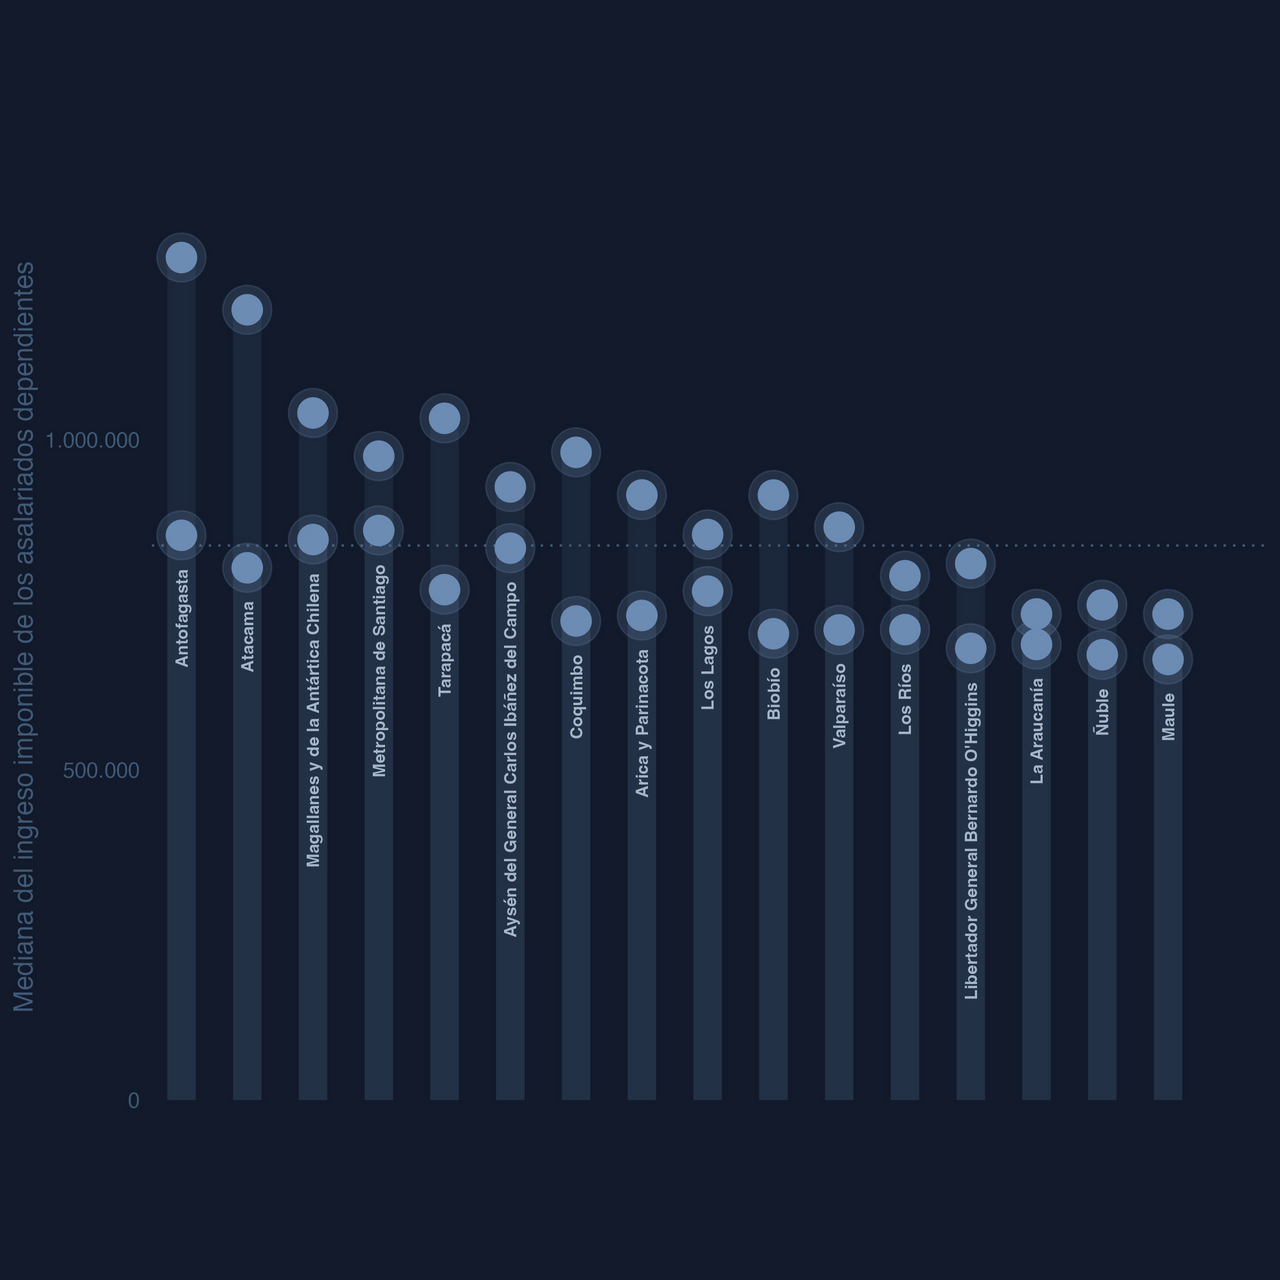 Mediana del ingreso imponible de los asalariados dependientes
1.000.000
500.000
0
Antofagasta
Atacama
Magallanes y de la Antártica Chilena
Metropolitana de Santiago
Tarapacá
Aysén del General Carlos Ibáñez del Campo
Coquimbo
Arica y Parinacota
Los Lagos
Biobío
Valparaíso
Los Ríos
Libertador General Bernardo O'Higgins
La Araucanía
Ñuble
Maule